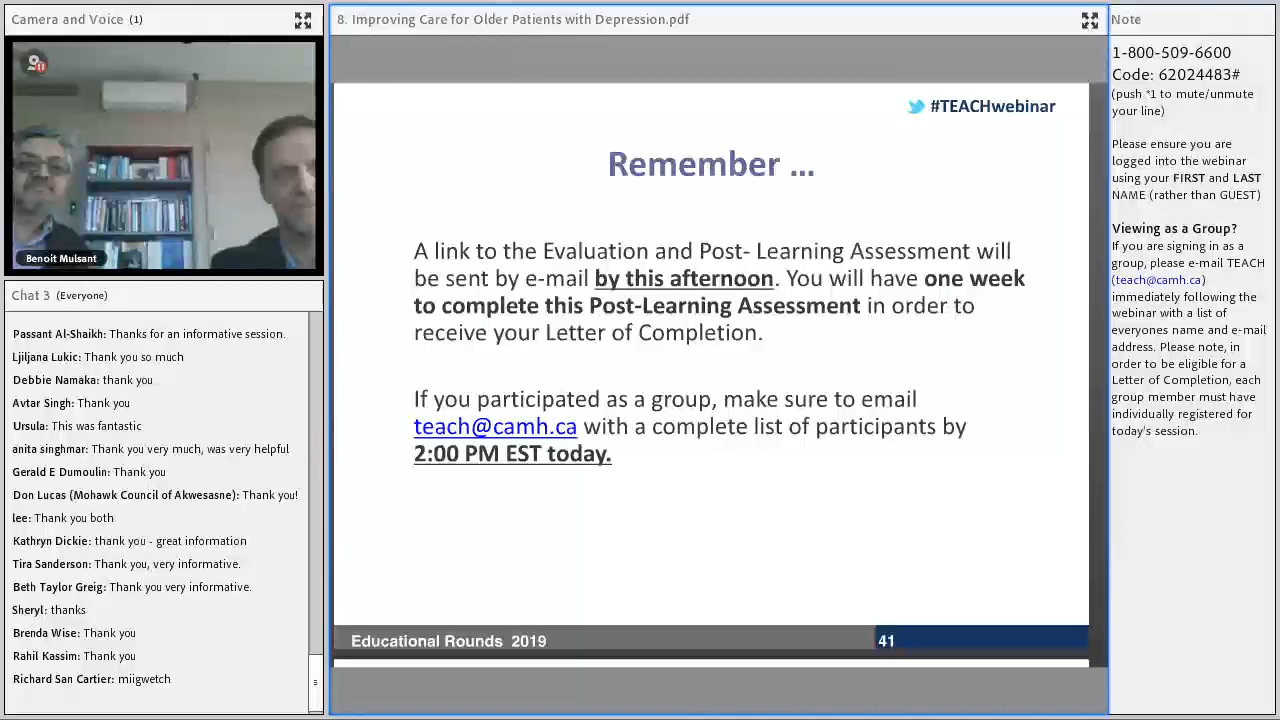 Camera and Voice (1)
Benoit Mulsant
Chat 3 (Everyone)
Passant Al-Shaikh: Thanks for an informative session.
Ljiljana Lukic: Thank you so much
Debbie Namaka: thank you
Avtar Singh: Thank you
Ursula: This was fantastic
anita singhmar: Thank you very much, was very helpful
Gerald E Dumoulin: Thank you
Don Lucas (Mohawk Council of Akwesasne): Thank you!
lee: Thank you both
Kathryn Dickie: thank you - great information
Tira Sanderson: Thank you, very informative.
Beth Taylor Greig: Thank you very informative.
Sheryl: thanks
Brenda Wise: Thank you
Rahil Kassim: Thank you
Richard San Cartier: miigwetch
8. Improving Care for Older Patients with Depression.pdf
#TEACHwebinar
Remember ...
A link to the Evaluation and Post- Learning Assessment will
be sent by e-mail by this afternoon. You will have one week
to complete this Post-Learning Assessment in order to
receive your Letter of Completion.
If you participated as a group, make sure to email
teach@camh.ca with a complete list of participants by
2:00 PM EST today.
Educational Rounds 2019
41
Note
1-800-509-6600
Code: 62024483#
(push *1 to mute/unmute
your line)
Please ensure you are
logged into the webinar
using your FIRST and LAST
NAME (rather than GUEST)
Viewing as a Group?
If you are signing in as a
group, please e-mail TEACH
(teach@camh.ca)
immediately following the
webinar with a list of
everyones name and e-mail
address. Please note, in
order to be eligible for a
Letter of Completion, each
group member must have
individually registered for
today's session.